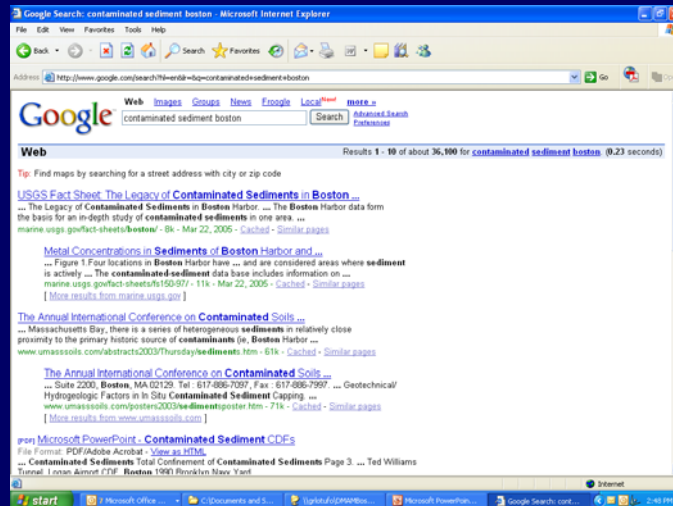 Google Search: contaminated sediment boston - Microsoft Internet Explorer
File Edit View Favorites Tools Help
Back Search Favorites
Address http://www.google.com/search?hl=en&lr=&q=contaminated+sediment+boston Go
Web Images Groups News Froogle Local New! more »
Google contaminated sediment boston Search Advanced Search
Preferences
Web Results 1 - 10 of about 36,100 for contaminated sediment boston. (0.23 seconds)
Tip: Find maps by searching for a street address with city or zip code
USGS Fact Sheet: The Legacy of Contaminated Sediments in Boston ...
... The Legacy of Contaminated Sediments in Boston Harbor. ... The Boston Harbor data form
the basis for an in-depth study of contaminated sediments in one area. ...
marine.usgs.gov/fact-sheets/boston/ - 8k - Mar 22, 2005 - Cached - Similar pages
Metal Concentrations in Sediments of Boston Harbor and ...
... Figure 1.Four locations in Boston Harbor have ... and are considered areas where sediment
is actively ... The contaminated-sediment data base includes information on ...
marine.usgs.gov/fact-sheets/fs150-97/ - 11k - Mar 22, 2005 - Cached - Similar pages
[ More results from marine.usgs.gov ]
The Annual International Conference on Contaminated Soils ...
... Massachusetts Bay, there is a series of heterogeneous sediments in relatively close
proximity to the primary historic source of contaminants (ie, Boston Harbor ...
www.umasssoils.com/abstracts2003/Thursday/sediments.htm - 61k - Cached - Similar pages
The Annual International Conference on Contaminated Soils ...
... Suite 2200, Boston, MA 02129. Tel : 617-886-7097, Fax : 617-886-7997. ... Geotechnical/
Hydrogeologic Factors in In Situ Contaminated Sediment Capping. ...
www.umasssoils.com/posters2003/sedimentsposter.htm - 71k - Cached - Similar pages
[ More results from www.umasssoils.com ]
[PDF] Microsoft PowerPoint - Contaminated Sediment CDFs
File Format: PDF/Adobe Acrobat - View as HTML
... Contaminated Sediments Total Confinement of Contaminated Sediments Page 3. ... Ted Williams
Tunnel, Logan Airport CDF, Boston 1990 Brooklyn Navy Yard
Internet
start 7 Microsoft Office ... C:\Documents and S... Microsoft PowerPoin... Google Search: cont... 2:48 PM